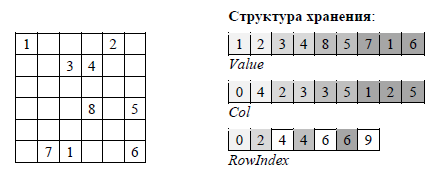 Структура хранения:
1 2
3 4
8 5
7 1 6
1 2 3 4 8 5 7 1 6
Value
0 4 2 3 3 5 1 2 5
Col
0 2 4 4 6 6 9
RowIndex